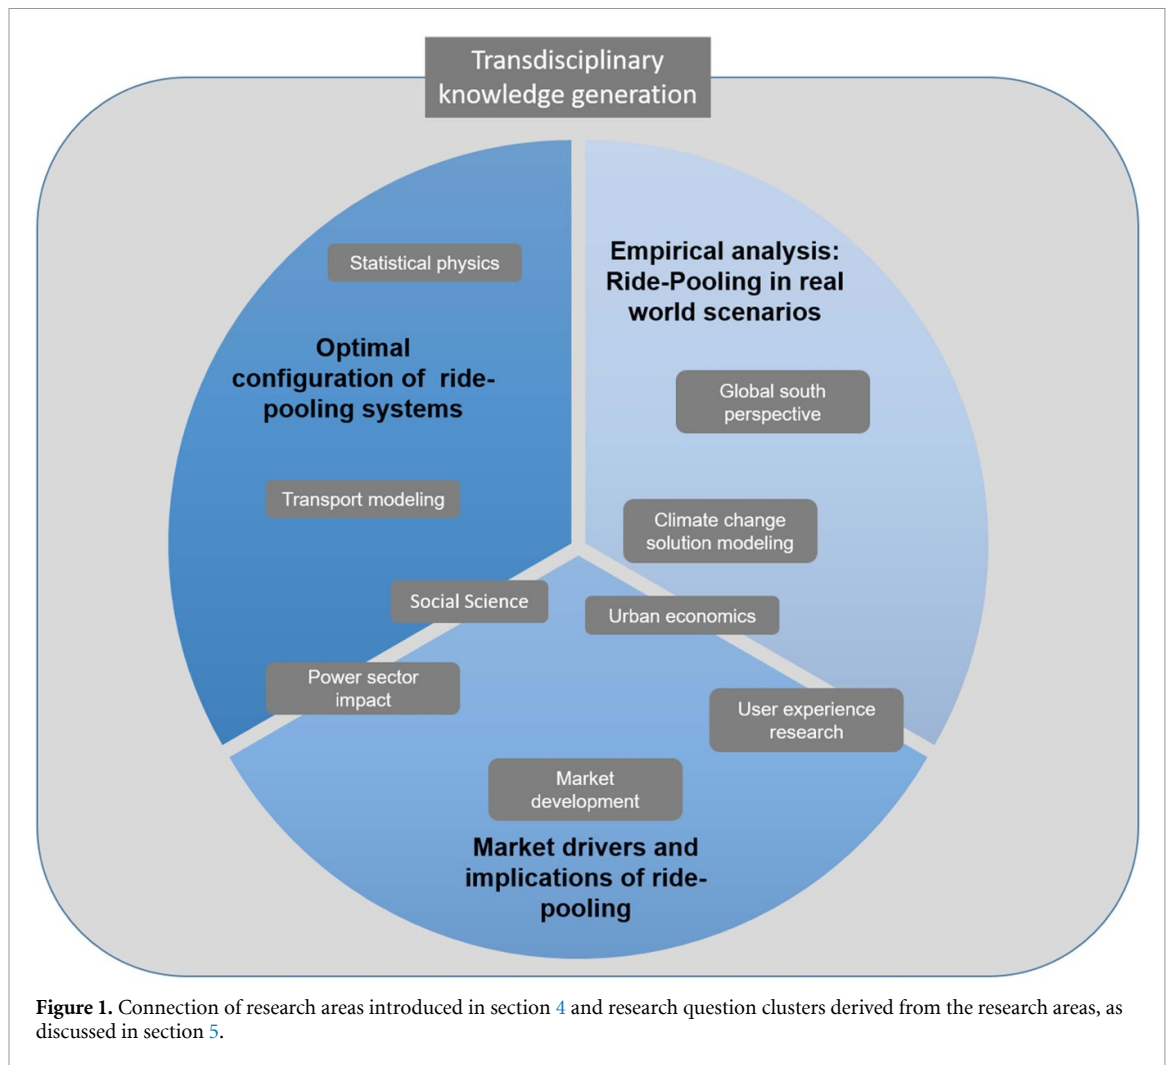 Transdisciplinary
knowledge generation
Statistical physics
Optimal
configuration of ride-
pooling systems
Transport modeling
Empirical analysis:
Ride-Pooling in real
world scenarios
Global south
perspective
Climate change
solution modeling
Social Science
Urban economics
Power sector
impact
User experience
research
Market
development
Market drivers and
implications of ride-
pooling
Figure 1. Connection of research areas introduced in section 4 and research question clusters derived from the research areas, as
discussed in section 5.